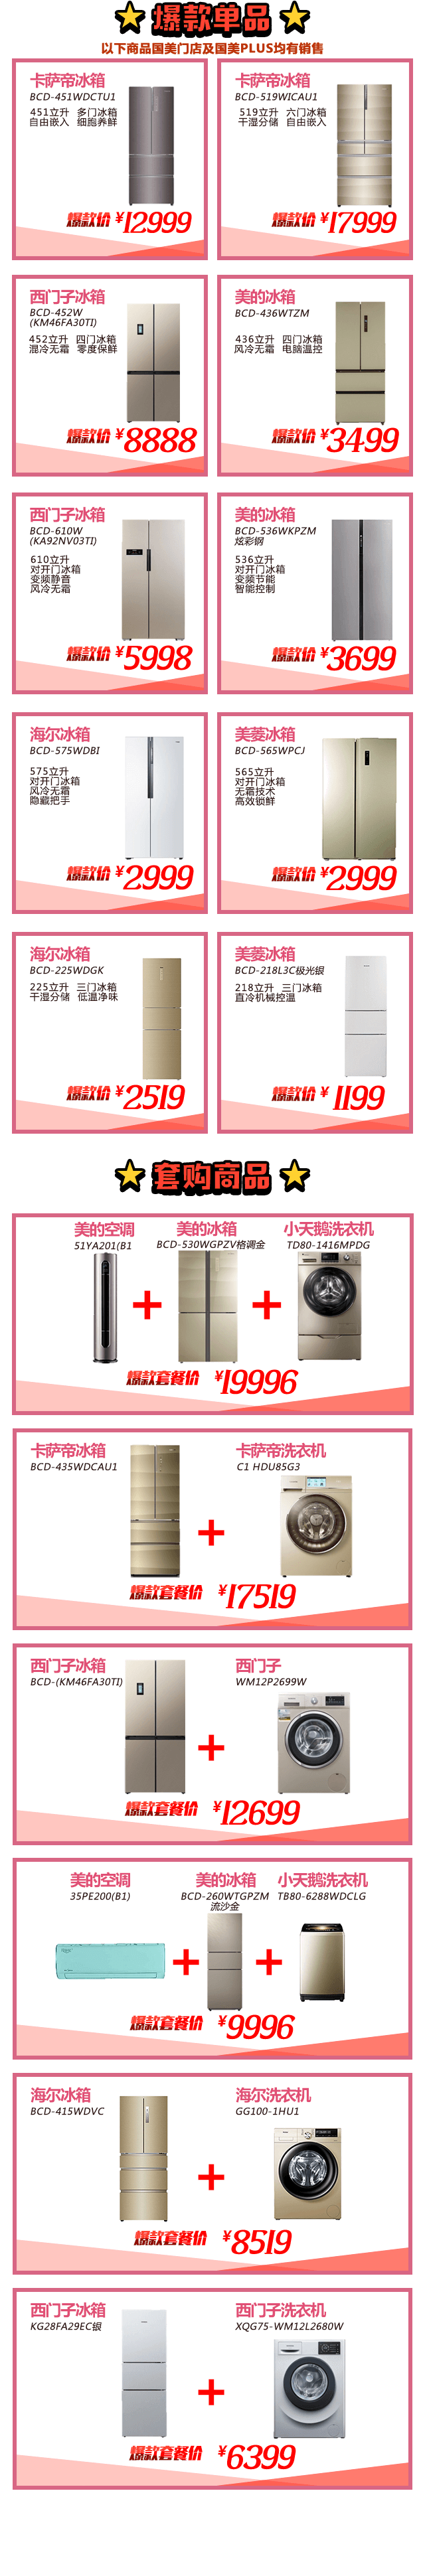 爆款单品
以下商品国美门店及国美PLUS均有销售
卡萨帝冰箱
BCD-451WDCTU1
451立升 多门冰箱
自由嵌入 细胞养鲜
爆款价 ¥12999
卡萨帝冰箱
BCD-519WICAU1
519立升 六门冰箱
干湿分储 自由嵌入
爆款价 ¥17999
西门子冰箱
BCD-452W
(KM46FA30TI)
452立升 四门冰箱
混冷无霜 零度保鲜
爆款价 ¥8888
美的冰箱
BCD-436WTZM
436立升 四门冰箱
风冷无霜 电脑温控
爆款价 ¥3499
西门子冰箱
BCD-610W
(KA92NV03TI)
610立升
对开门冰箱
变频静音
风冷无霜
爆款价 ¥5998
美的冰箱
BCD-536WKPZM
炫彩钢
536立升
对开门冰箱
变频节能
智能控制
爆款价 ¥3699
海尔冰箱
BCD-575WDBI
575立升
对开门冰箱
风冷无霜
隐藏把手
爆款价 ¥2999
美菱冰箱
BCD-565WPCJ
565立升
对开门冰箱
无霜技术
高效锁鲜
爆款价 ¥2999
海尔冰箱
BCD-225WDGK
225立升 三门冰箱
干湿分储 低温净味
爆款价 ¥2519
美菱冰箱
BCD-218L3C极光银
218立升 三门冰箱
直冷机械控温
爆款价 ¥1199
套购商品
美的空调
51YA201(B1
美的冰箱
BCD-530WGPZV格调金
小天鹅洗衣机
TD80-1416MPDG
爆款套餐价 ¥19996
卡萨帝冰箱
BCD-435WDCAU1
卡萨帝洗衣机
C1 HDU85G3
爆款套餐价 ¥17519
西门子冰箱
BCD-(KM46FA30TI)
西门子
WM12P2699W
爆款套餐价 ¥12699
美的空调
35PE200(B1)
美的冰箱
BCD-260WTGPZM
流沙金
小天鹅洗衣机
TB80-6288WDCLG
爆款套餐价 ¥9996
海尔冰箱
BCD-415WDVC
海尔洗衣机
GG100-1HU1
爆款套餐价 ¥8519
西门子冰箱
KG28FA29EC银
西门子洗衣机
XQG75-WM12L2680W
爆款套餐价 ¥6399